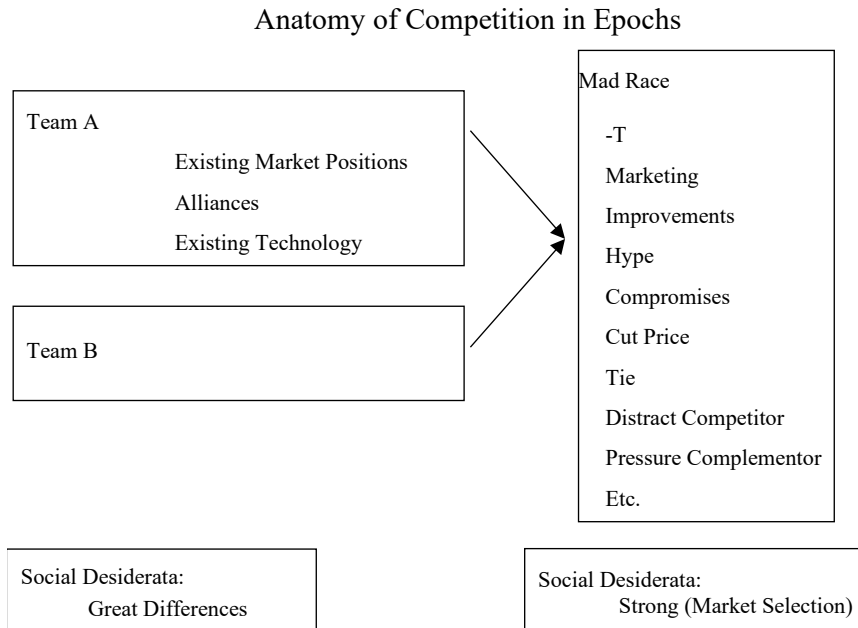 Anatomy of Competition in Epochs
Team A
Existing Market Positions
Alliances
Existing Technology
Team B
Mad Race
-T
Marketing
Improvements
Hype
Compromises
Cut Price
Tie
Distract Competitor
Pressure Complementor
Etc.
Social Desiderata:
Great Differences
Social Desiderata:
Strong (Market Selection)